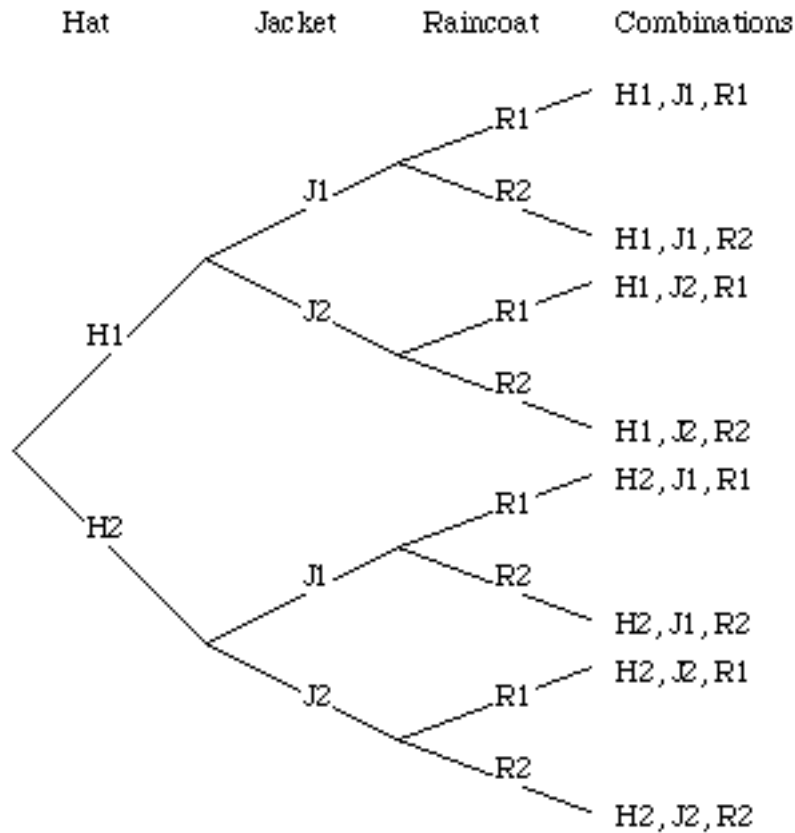 Hat Jacket Raincoat Combinations
H1, J1, R1
R1
J1
R2
H1, J1, R2
H1, J2, R1
J2
R1
H1
R2
H1, J2, R2
H2, J1, R1
R1
H2
J1
R2
H2, J1, R2
H2, J2, R1
J2
R1
R2
H2, J2, R2